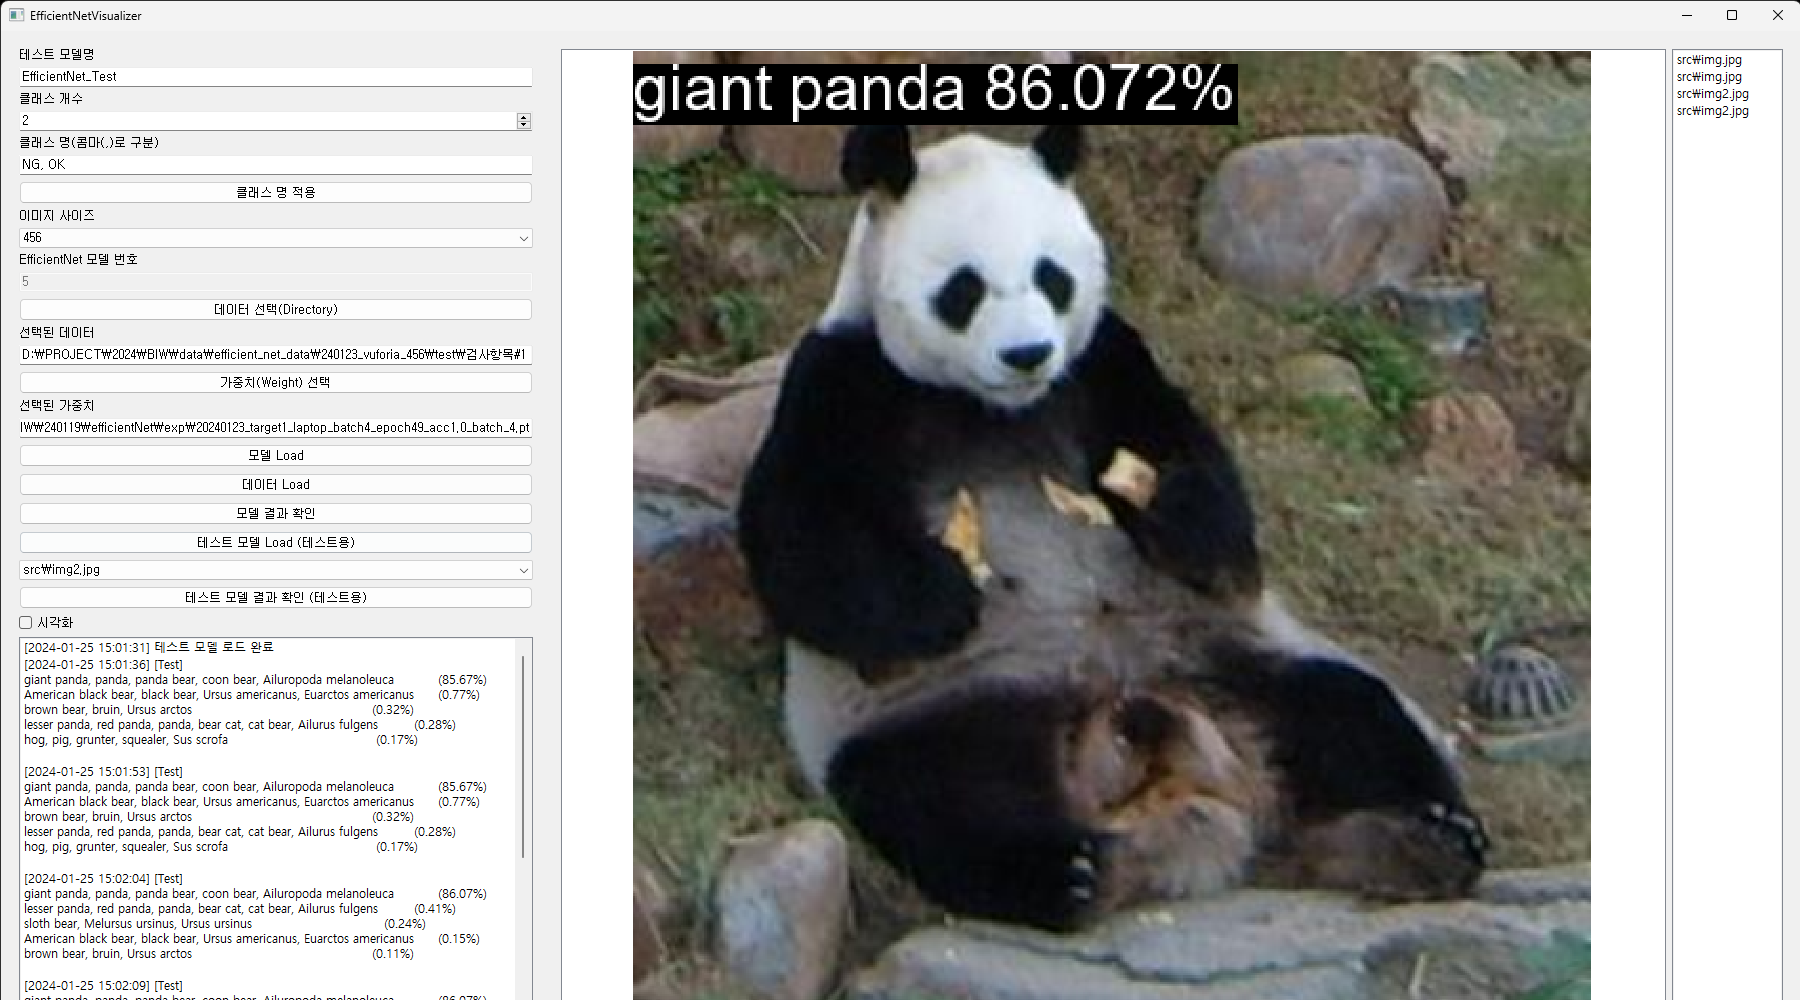 EfficientNetVisualizer
테스트 모델명
EfficientNet_Test
클래스 개수
2
클래스 명(콤마(,)로 구분)
NG, OK
클래스 명 적용
이미지 사이즈
456
EfficientNet 모델 번호
5
데이터 선택(Directory)
선택된 데이터
D:₩PROJECT₩2024₩BIW₩data₩efficient_net_data₩240123_vuforia_456₩test₩검사항목#1
가중치(Weight) 선택
선택된 가중치
IW₩240119₩efficientNet₩exp₩20240123_target1_laptop_batch4_epoch49_acc1.0_batch_4.pt
모델 Load
데이터 Load
모델 결과 확인
테스트 모델 Load (테스트용)
src₩img2.jpg
테스트 모델 결과 확인 (테스트용)
시각화
[2024-01-25 15:01:31] 테스트 모델 로드 완료
[2024-01-25 15:01:36] [Test]
giant panda, panda, panda bear, coon bear, Ailuropoda melanoleuca (85.67%)
American black bear, black bear, Ursus americanus, Euarctos americanus (0.77%)
brown bear, bruin, Ursus arctos (0.32%)
lesser panda, red panda, panda, bear cat, cat bear, Ailurus fulgens (0.28%)
hog, pig, grunter, squealer, Sus scrofa (0.17%)
[2024-01-25 15:01:53] [Test]
giant panda, panda, panda bear, coon bear, Ailuropoda melanoleuca (85.67%)
American black bear, black bear, Ursus americanus, Euarctos americanus (0.77%)
brown bear, bruin, Ursus arctos (0.32%)
lesser panda, red panda, panda, bear cat, cat bear, Ailurus fulgens (0.28%)
hog, pig, grunter, squealer, Sus scrofa (0.17%)
[2024-01-25 15:02:04] [Test]
giant panda, panda, panda bear, coon bear, Ailuropoda melanoleuca (86.07%)
lesser panda, red panda, panda, bear cat, cat bear, Ailurus fulgens (0.41%)
sloth bear, Melursus ursinus, Ursus ursinus (0.24%)
American black bear, black bear, Ursus americanus, Euarctos americanus (0.15%)
brown bear, bruin, Ursus arctos (0.11%)
[2024-01-25 15:02:09] [Test]
giant panda, panda, panda bear, coon bear, Ailuropoda melanoleuca (86.07%)
giant panda 86.072%
src₩img.jpg
src₩img.jpg
src₩img2.jpg
src₩img2.jpg